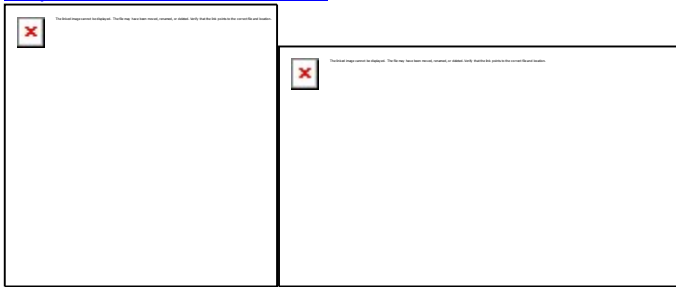 The linked image cannot be displayed. The file may have been moved, renamed, or deleted. Verify that the link points to the correct file and location.
The linked image cannot be displayed. The file may have been moved, renamed, or deleted. Verify that the link points to the correct file and location.